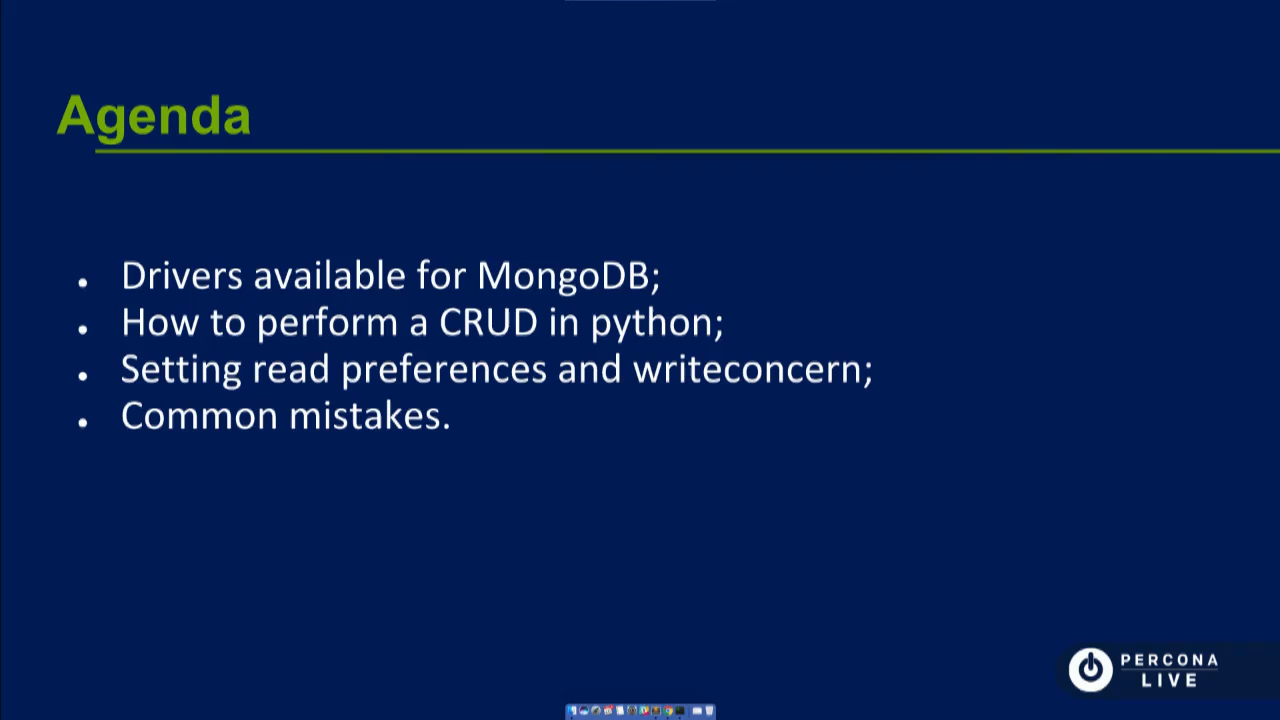 Agenda
Drivers available for MongoDB;
How to perform a CRUD in python;
Setting read preferences and writeconcern;
Common mistakes.
PERCONA
LIVE